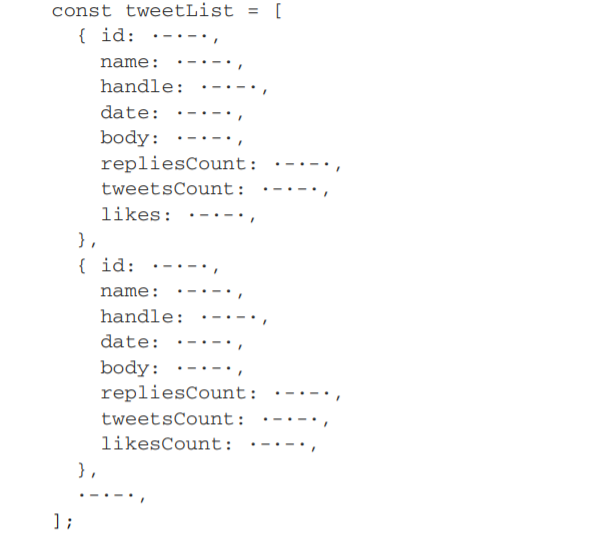 const tweetList = [
{ id: ·-·-·,
name: ·-·-·,
handle: ·-·-·,
date: ·-·-·,
body: ·-·-·,
repliesCount: ·-·-·,
tweetsCount: ·-·-·,
likes: ·-·-·,
},
{ id: ·-·-·,
name: ·-·-·,
handle: ·-·-·,
date: ·-·-·,
body: ·-·-·,
repliesCount: ·-·-·,
tweetsCount: ·-·-·,
likesCount: ·-·-·,
},
·-·-·,
];